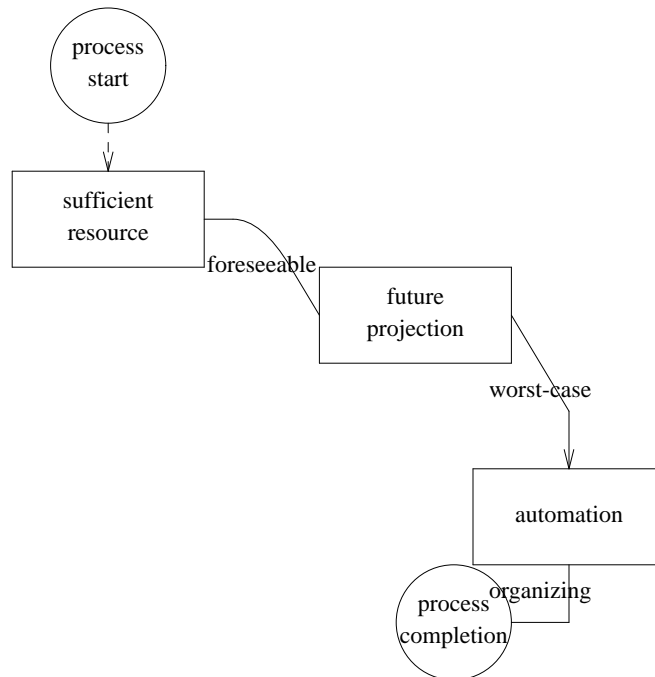 process
start
sufficient
resource
foreseeable
future
projection
worst-case
automation
organizing
process
completion